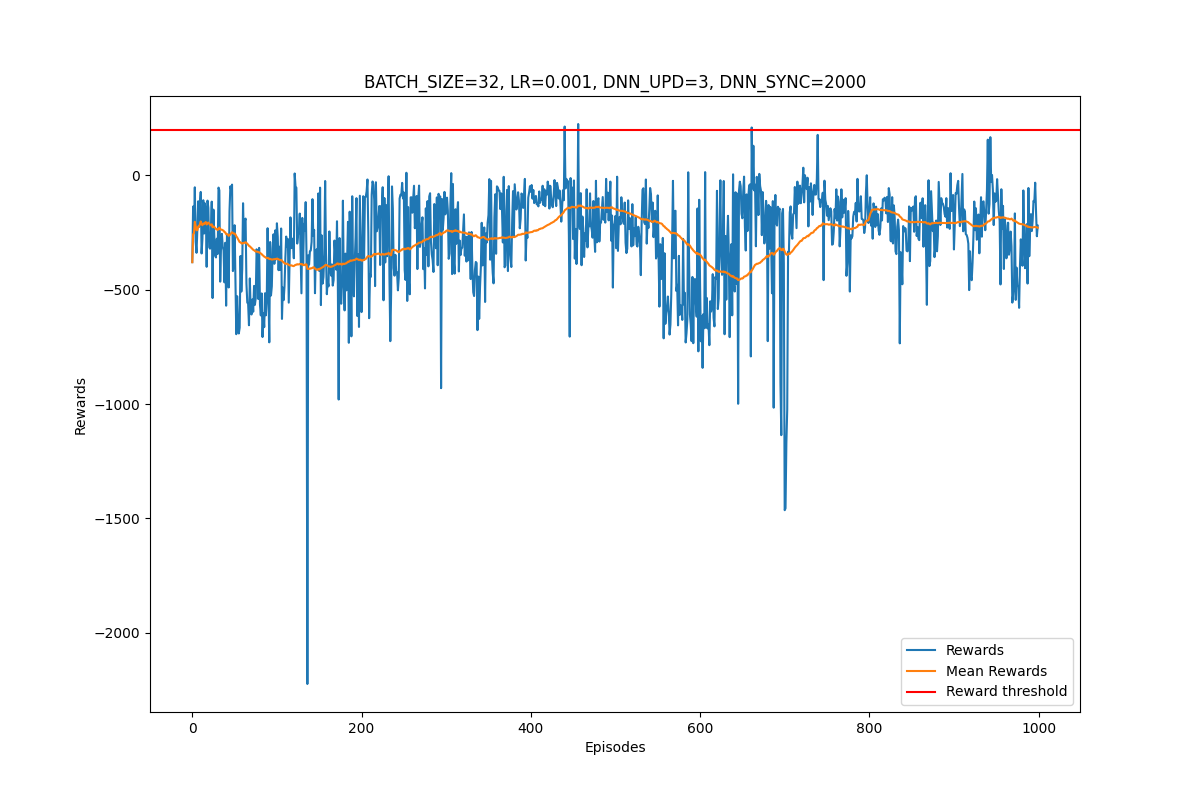 BATCH_SIZE=32, LR=0.001, DNN_UPD=3, DNN_SYNC=2000
0
−500
−1000
−1500
−2000
Rewards
Rewards
Mean Rewards
Reward threshold
0
200
400
600
800
1000
Episodes